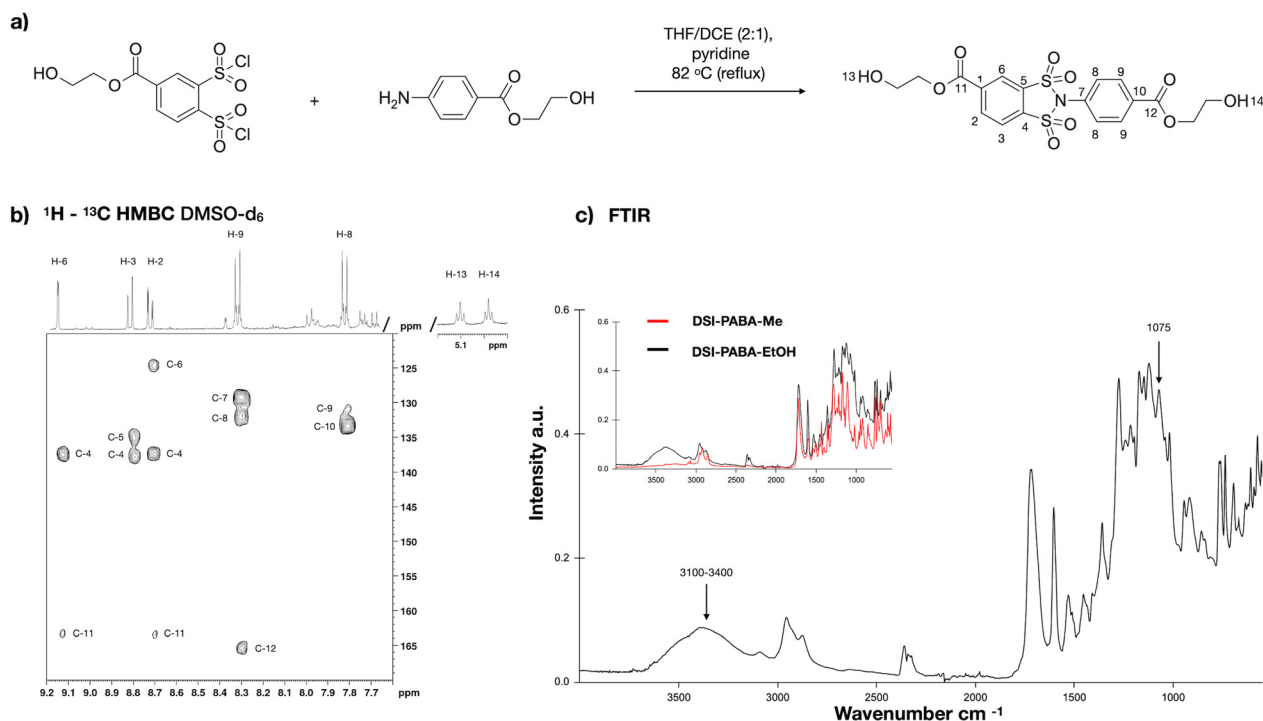 a)
THF/DCE (2:1),
pyridine
82 °C (reflux)
HO
O
O
O
O
S
Cl
S
Cl
O
O
+
H₂N
O
O
OH
HO
13
O
O
11
1
2
3
4
5
6
O
O
S
N
S
O
O
7
8
8
9
9
10
O
12
O
OH
14
b) ¹H - ¹³C HMBC DMSO-d₆
H-6
H-3
H-2
H-9
H-8
H-13
H-14
ppm
5.1
ppm
C-6
C-7
C-8
C-9
C-10
C-5
C-4
C-4
C-4
C-11
C-11
C-12
125
130
135
140
145
150
155
160
165
9.2 9.1 9.0 8.9 8.8 8.7 8.6 8.5 8.4 8.3 8.2 8.1 8.0 7.9 7.8 7.7 ppm
c) FTIR
Intensity a.u.
0.6
0.4
0.2
0.0
0.6
0.4
0.2
0.0
DSI-PABA-Me
DSI-PABA-EtOH
3500 3000 2500 2000 1500 1000
1075
3100-3400
3500 3000 2500 2000 1500 1000
Wavenumber cm -1